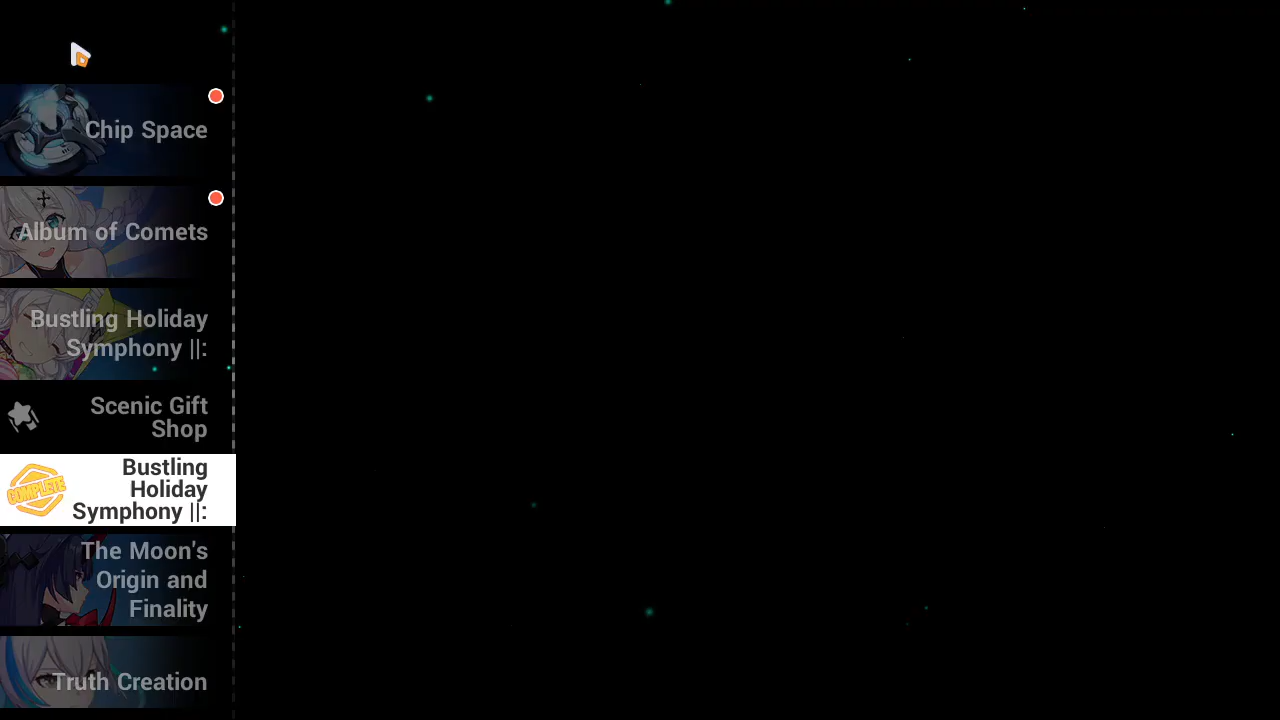 Chip Space
Album of Comets
Bustling Holiday
Symphony ||:
Scenic Gift
Shop
COMPLETE
Bustling
Holiday
Symphony ||:
The Moon's
Origin and
Finality
Truth Creation